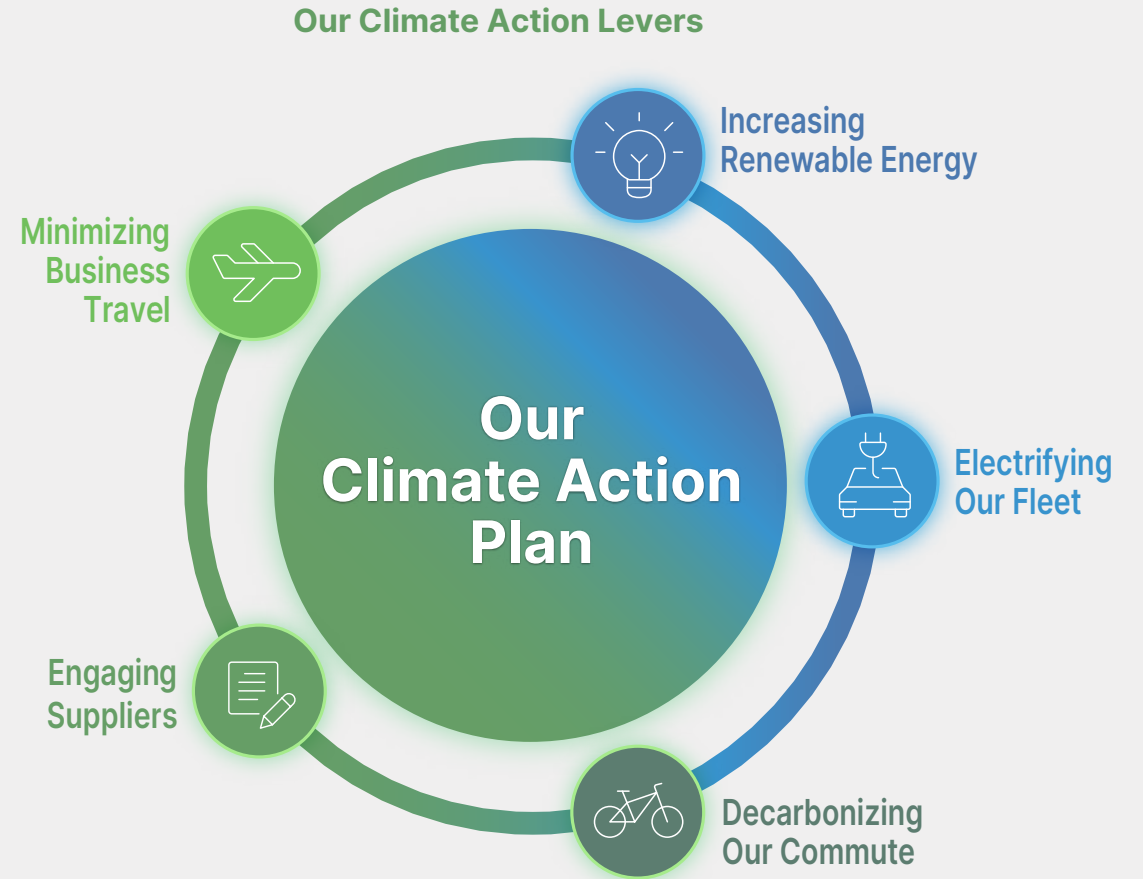 Our Climate Action Levers
Increasing
Renewable Energy
Minimizing
Business
Travel
Our
Climate Action
Plan
Electrifying
Our Fleet
Engaging
Suppliers
Decarbonizing
Our Commute